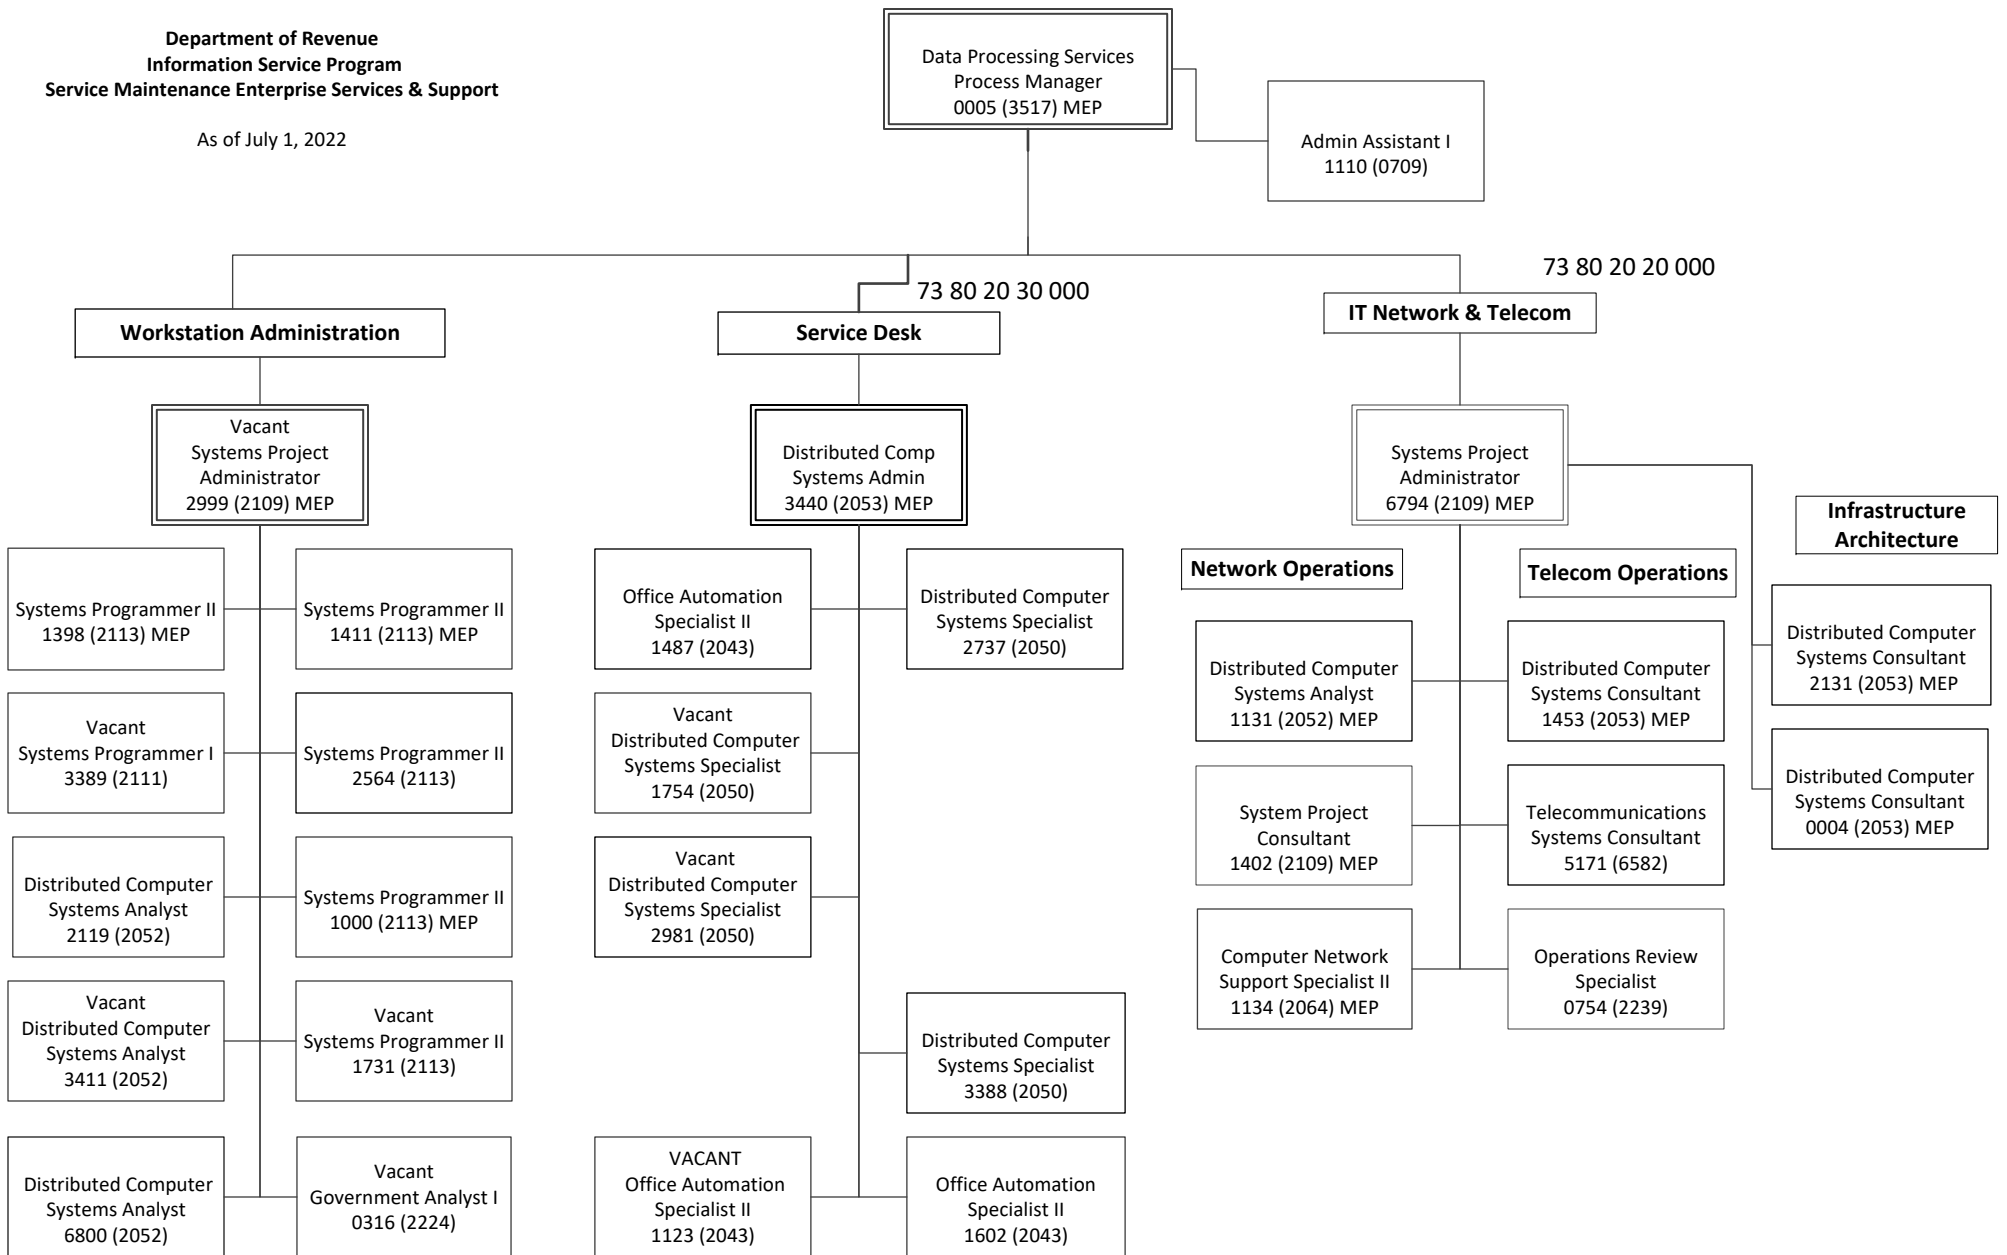 Department of Revenue
Information Service Program
Service Maintenance Enterprise Services & Support
As of July 1, 2022
Data Processing Services
Process Manager
0005 (3517) MEP
Admin Assistant I
1110 (0709)
73 80 20 30 000
73 80 20 20 000
Workstation Administration
Vacant
Systems Project
Administrator
2999 (2109) MEP
Systems Programmer II
1398 (2113) MEP
Systems Programmer II
1411 (2113) MEP
Vacant
Systems Programmer I
3389 (2111)
Systems Programmer II
2564 (2113)
Distributed Computer
Systems Analyst
2119 (2052)
Systems Programmer II
1000 (2113) MEP
Vacant
Distributed Computer
Systems Analyst
3411 (2052)
Vacant
Systems Programmer II
1731 (2113)
Distributed Computer
Systems Analyst
6800 (2052)
Vacant
Government Analyst I
0316 (2224)
Service Desk
Distributed Comp
Systems Admin
3440 (2053) MEP
Office Automation
Specialist II
1487 (2043)
Distributed Computer
Systems Specialist
2737 (2050)
Vacant
Distributed Computer
Systems Specialist
1754 (2050)
Vacant
Distributed Computer
Systems Specialist
2981 (2050)
Distributed Computer
Systems Specialist
3388 (2050)
VACANT
Office Automation
Specialist II
1123 (2043)
Office Automation
Specialist II
1602 (2043)
IT Network & Telecom
Systems Project
Administrator
6794 (2109) MEP
Network Operations
Distributed Computer
Systems Analyst
1131 (2052) MEP
System Project
Consultant
1402 (2109) MEP
Computer Network
Support Specialist II
1134 (2064) MEP
Telecom Operations
Distributed Computer
Systems Consultant
1453 (2053) MEP
Telecommunications
Systems Consultant
5171 (6582)
Operations Review
Specialist
0754 (2239)
Infrastructure
Architecture
Distributed Computer
Systems Consultant
2131 (2053) MEP
Distributed Computer
Systems Consultant
0004 (2053) MEP